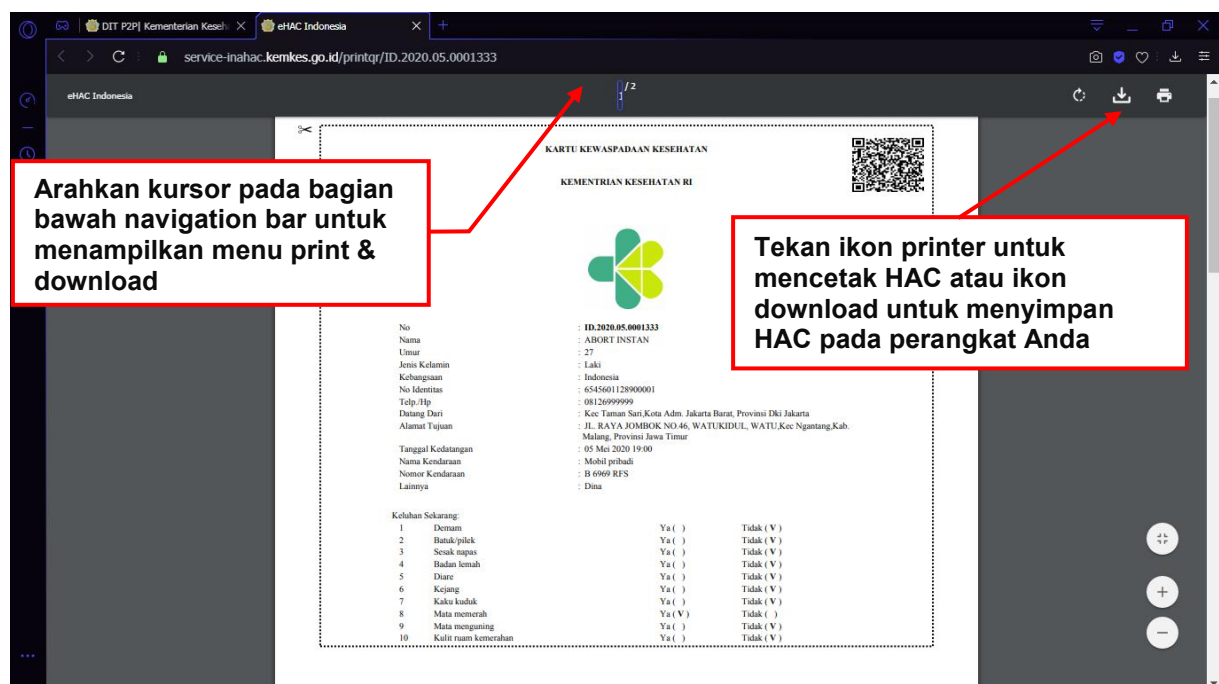 DIT P2P| Kementerian Keseh
eHAC Indonesia
service-inahac.kemkes.go.id/printqr/ID.2020.05.0001333
eHAC Indonesia
1 / 2
KARTU KEWASPADAAN KESEHATAN
KEMENTRIAN KESEHATAN RI
Arahkan kursor pada bagian
bawah navigation bar untuk
menampilkan menu print &
download
Tekan ikon printer untuk
mencetak HAC atau ikon
download untuk menyimpan
HAC pada perangkat Anda
No : ID.2020.05.0001333
Nama : ABORT INSTAN
Umur : 27
Jenis Kelamin : Laki
Kebangsaan : Indonesia
No Identitas : 6545601128900001
Telp./Hp : 08126999999
Datang Dari : Kec Taman Sari,Kota Adm. Jakarta Barat, Provinsi Dki Jakarta
Alamat Tujuan : JL. RAYA JOMBOK NO.46, WATUKIDUL, WATU,Kec Ngantang,Kab.
Malang, Provinsi Jawa Timur
Tanggal Kedatangan : 05 Mei 2020 19:00
Nama Kendaraan : Mobil pribadi
Nomor Kendaraan : B 6969 RFS
Lainnya : Dina
Keluhan Sekarang:
1 Demam Ya ( ) Tidak ( V )
2 Batuk/pilek Ya ( ) Tidak ( V )
3 Sesak napas Ya ( ) Tidak ( V )
4 Badan lemah Ya ( ) Tidak ( V )
5 Diare Ya ( ) Tidak ( V )
6 Kejang Ya ( ) Tidak ( V )
7 Kaku kuduk Ya ( ) Tidak ( V )
8 Mata memerah Ya ( V ) Tidak ( )
9 Mata menguning Ya ( ) Tidak ( V )
10 Kulit ruam kemerahan Ya ( ) Tidak ( V )